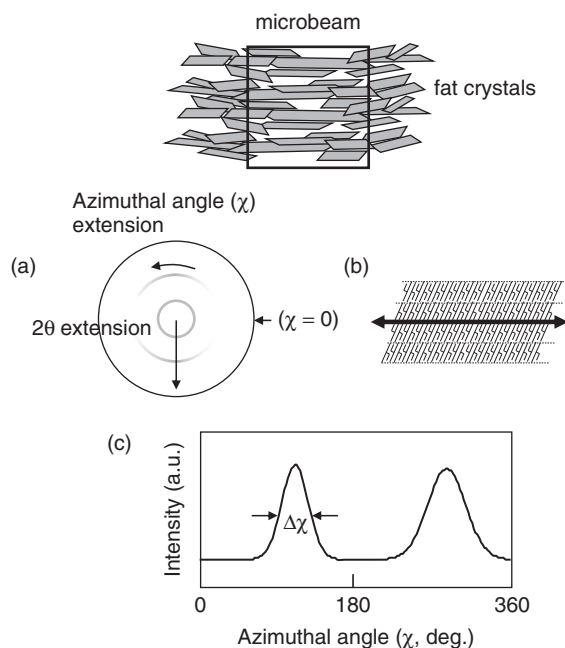 microbeam
fat crystals
Azimuthal angle (χ)
extension
(a)
2θ extension
(χ = 0)
(b)
(c)
Intensity (a.u.)
Δχ
0
180
360
Azimuthal angle (χ, deg.)